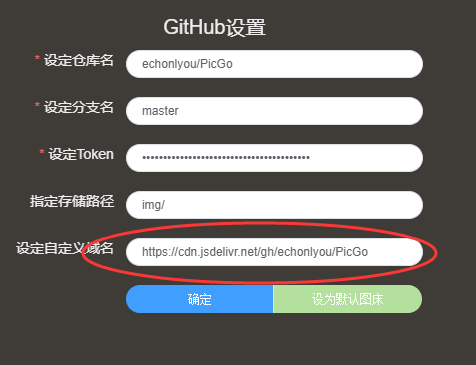 GitHub设置
* 设定仓库名 echonlyou/PicGo
* 设定分支名 master
* 设定Token ••••••••••••••••••••••••••••••••••••••••
指定存储路径 img/
设定自定义域名 https://cdn.jsdelivr.net/gh/echonlyou/PicGo
确定 设为默认图床